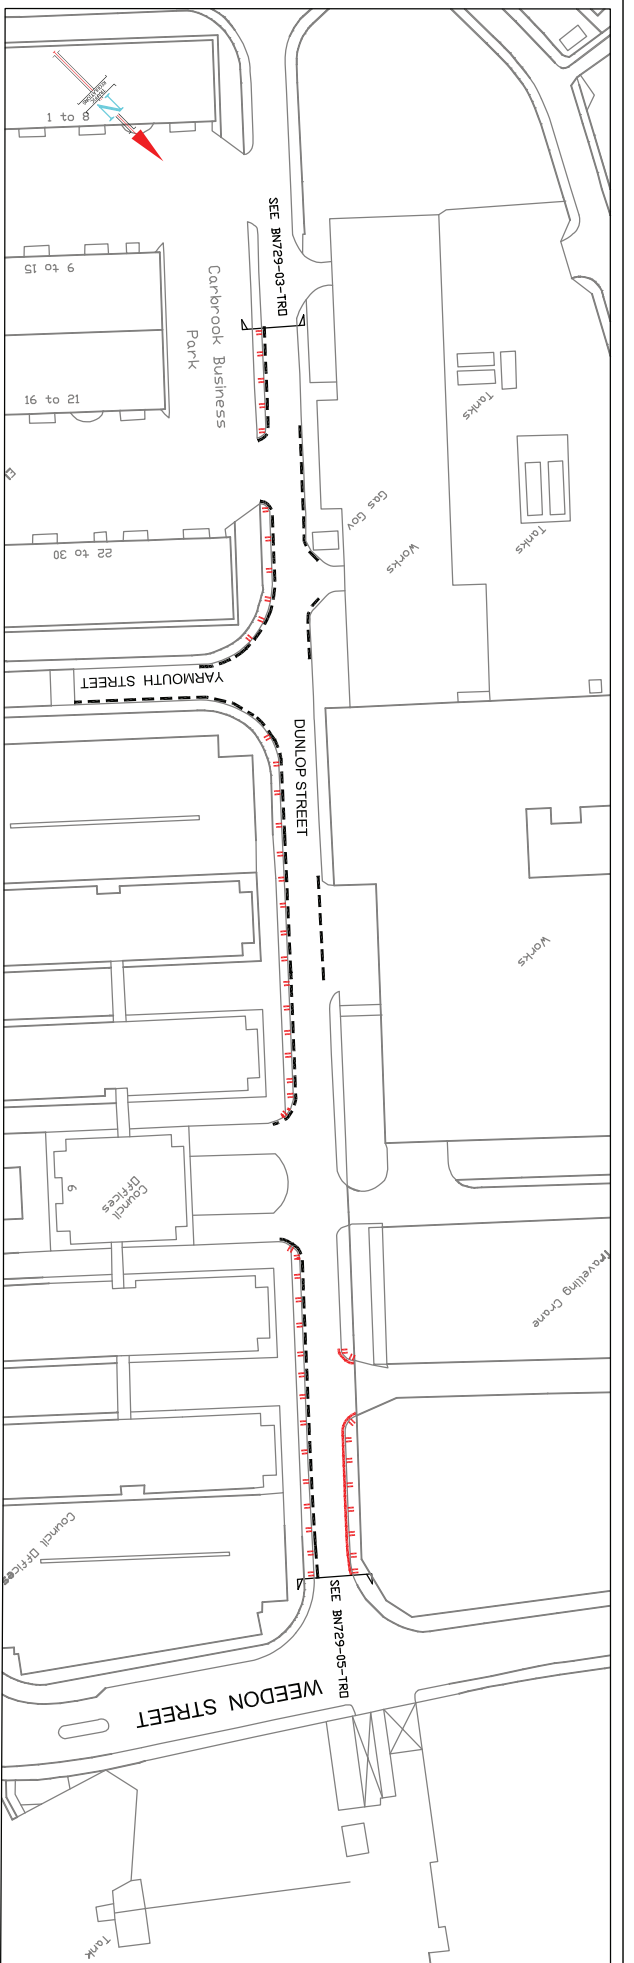 N
1 to 8
SEE BN729-03-TRO
9 to 15
Carbrook Business
Park
16 to 21
Tanks
Gas Gov
Works
Tanks
El
22 to 30
YARMOUTH STREET
DUNLOP STREET
Works
Council
Offices
6
Travelling Crane
Council Offices
SEE BN729-05-TRO
WEEDON STREET
Tank